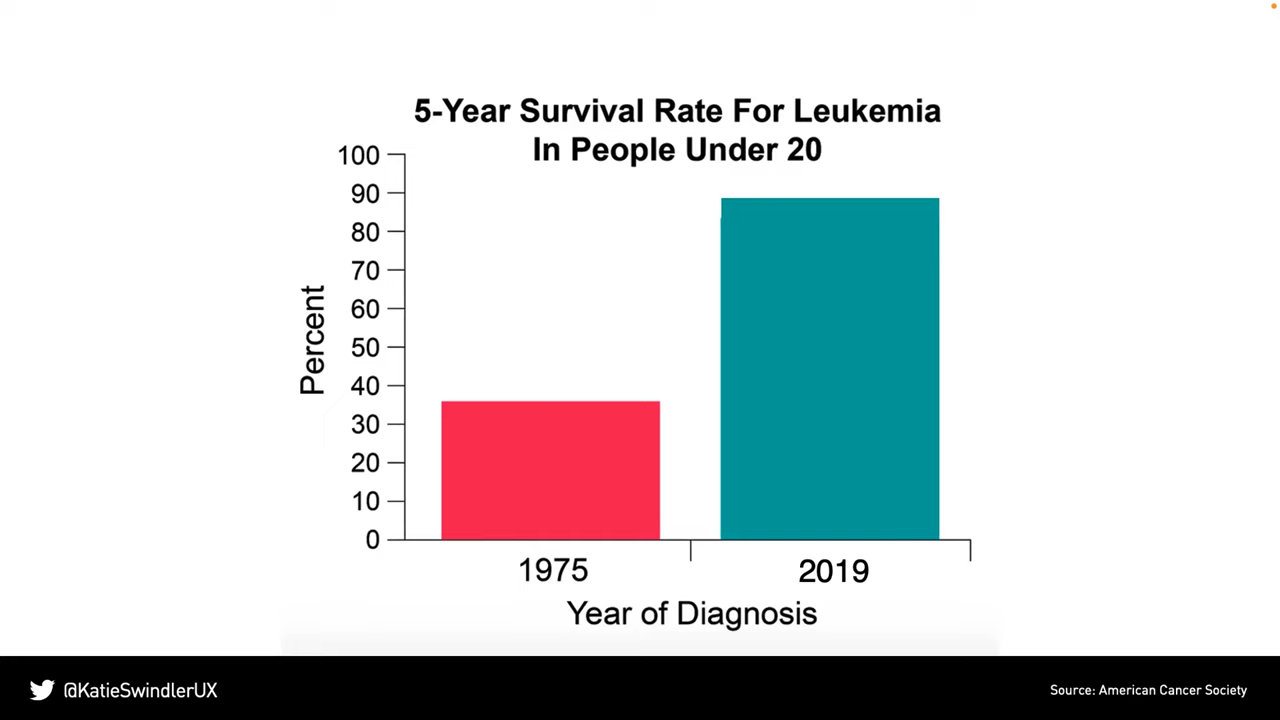 5-Year Survival Rate For Leukemia
In People Under 20
100
90
80
70
60
50
40
30
20
10
0
Percent
1975
2019
Year of Diagnosis
@KatieSwindlerUX
Source: American Cancer Society